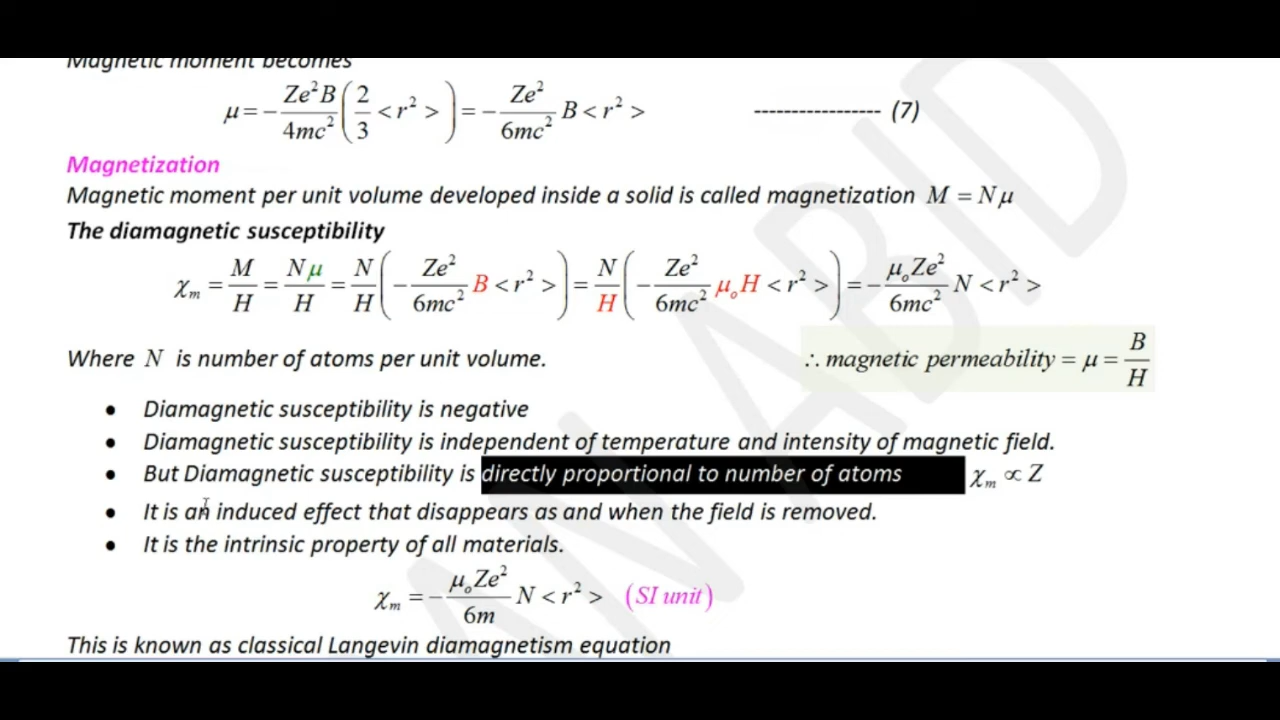 Magnetic moment becomes
μ = − Ze²B/4mc² (2/3 < r² >) = − Ze²/6mc² B < r² > ----------------- (7)
Magnetization
Magnetic moment per unit volume developed inside a solid is called magnetization M = Nμ
The diamagnetic susceptibility
χₘ = M/H = Nμ/H = N/H (− Ze²/6mc² B < r² >) = N/H (− Ze²/6mc² μₒH < r² >) = − μₒZe²/6mc² N < r² >
Where N is number of atoms per unit volume. ∴ magnetic permeability = μ = B/H
• Diamagnetic susceptibility is negative
• Diamagnetic susceptibility is independent of temperature and intensity of magnetic field.
• But Diamagnetic susceptibility is directly proportional to number of atoms χₘ ∝ Z
• It is an induced effect that disappears as and when the field is removed.
• It is the intrinsic property of all materials.
χₘ = − μₒZe²/6m N < r² > (SI unit)
This is known as classical Langevin diamagnetism equation
AN ABID